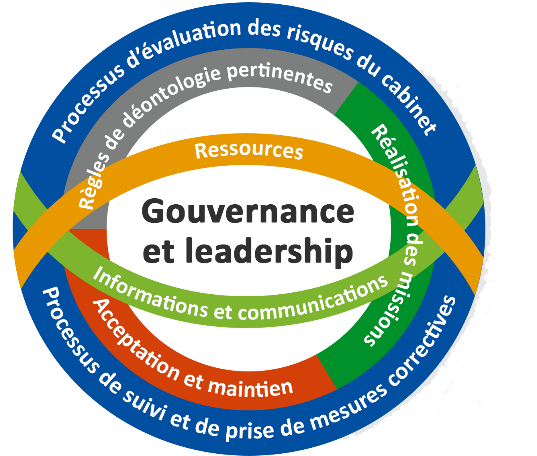 Processus d’évaluation des risques du cabinet
Règles de déontologie pertinentes
Réalisation des missions
Ressources
Gouvernance
et leadership
Informations et communications
Acceptation et maintien
Processus de suivi et de prise de mesures correctives